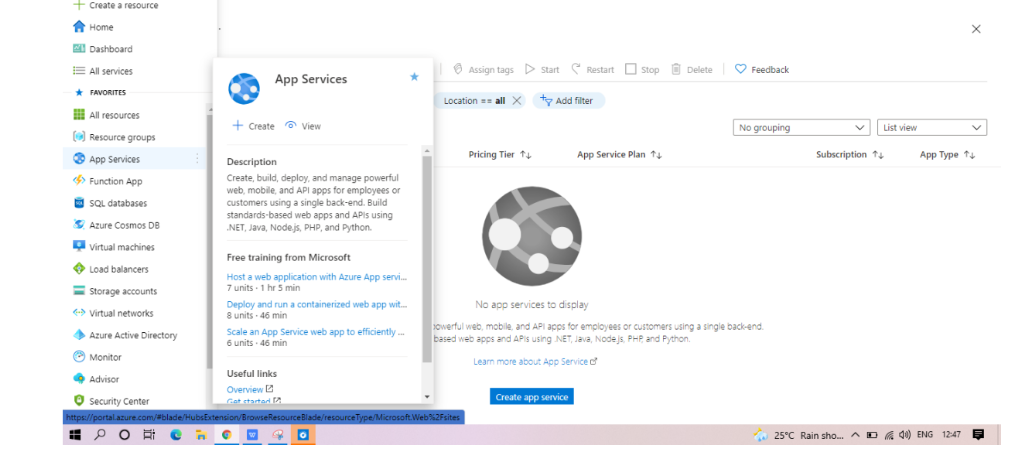 Create a resource
Home
Dashboard
All services
FAVORITES
All resources
Resource groups
App Services
Function App
SQL databases
Azure Cosmos DB
Virtual machines
Load balancers
Storage accounts
Virtual networks
Azure Active Directory
Monitor
Advisor
Security Center
App Services
Create View
Description
Create, build, deploy, and manage powerful
web, mobile, and API apps for employees or
customers using a single back-end. Build
standards-based web apps and APIs using
.NET, Java, Node.js, PHP, and Python.
Free training from Microsoft
Host a web application with Azure App servi...
7 units · 1 hr 5 min
Deploy and run a containerized web app wit...
8 units · 46 min
Scale an App Service web app to efficiently ...
6 units · 46 min
Useful links
Overview
Get started
Assign tags Start Restart Stop Delete Feedback
Location == all Add filter
No grouping List view
Pricing Tier App Service Plan Subscription App Type
No app services to display
powerful web, mobile, and API apps for employees or customers using a single back-end.
based web apps and APIs using .NET, Java, Node.js, PHP, and Python.
Learn more about App Service
Create app service
https://portal.azure.com/#blade/HubsExtension/BrowseResourceBlade/resourceType/Microsoft.Web%2Fsites
25°C Rain sho... ENG 12:47